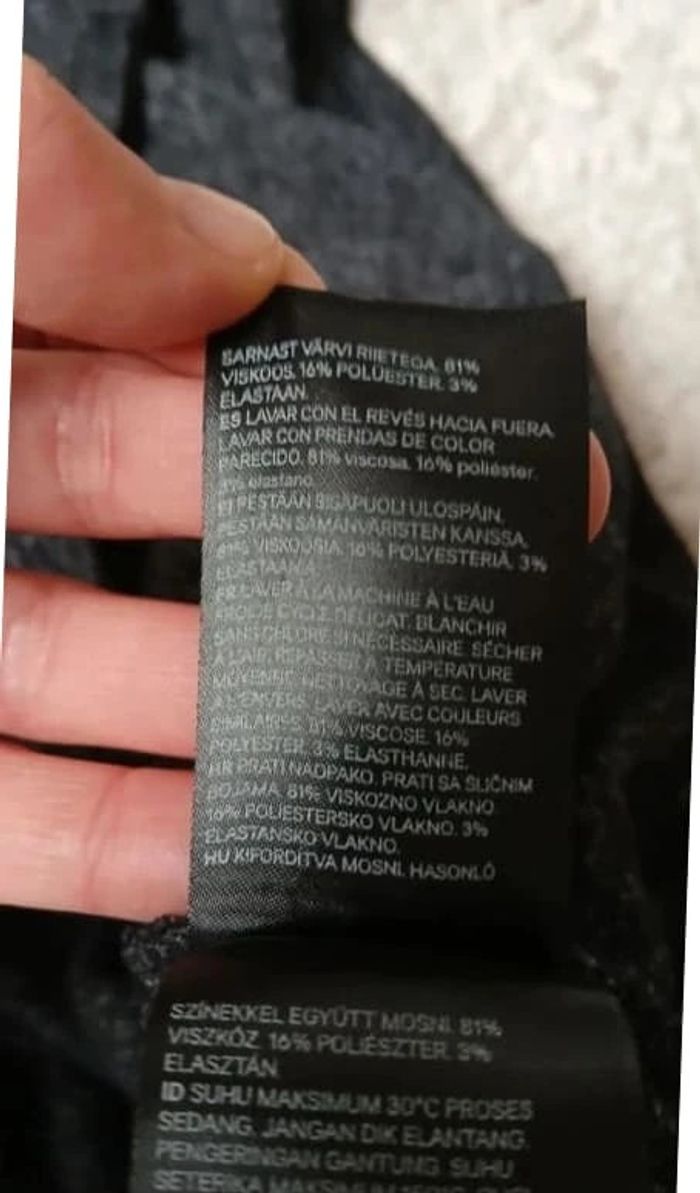 SARNAST VÄRVI RIIETEGA. 81%
VISKOOS. 16% POLÜESTER. 3%
ELASTAAN.
ES LAVAR CON EL REVÉS HACIA FUERA.
LAVAR CON PRENDAS DE COLOR
PARECIDO. 81% viscosa. 16% poliéster.
3% elastano.
FI PESTÄÄN SISÄPUOLI ULOSPÄIN.
PESTÄÄN SAMANVÄRISTEN KANSSA.
81% VISKOOSIA. 16% POLYESTERIÄ. 3%
ELASTAANIA.
FR LAVER À LA MACHINE À L'EAU
CYCLE DÉLICAT. BLANCHIR
SANS CHLORE SI NÉCESSAIRE. SÉCHER
À L'AIR. REPASSER À TEMPÉRATURE
MOYENNE. NETTOYAGE À SEC. LAVER
À L'ENVERS. LAVER AVEC COULEURS
SIMILAIRES. 81% VISCOSE. 16%
POLYESTER. 3% ELASTHANNE.
HR PRATI NAOPAKO. PRATI SA SLIČNIM
BOJAMA. 81% VISKOZNO VLAKNO.
16% POLIESTERSKO VLAKNO. 3%
ELASTANSKO VLAKNO.
HU KIFORDÍTVA MOSNI. HASONLÓ
SZÍNEKKEL EGYÜTT MOSNI. 81%
VISZKÓZ. 16% POLIÉSZTER. 3%
ELASZTÁN.
ID SUHU MAKSIMUM 30°C PROSES
SEDANG. JANGAN DIKELANTANG.
PENGERINGAN GANTUNG. SUHU
SETERIKA MAKSIMUM